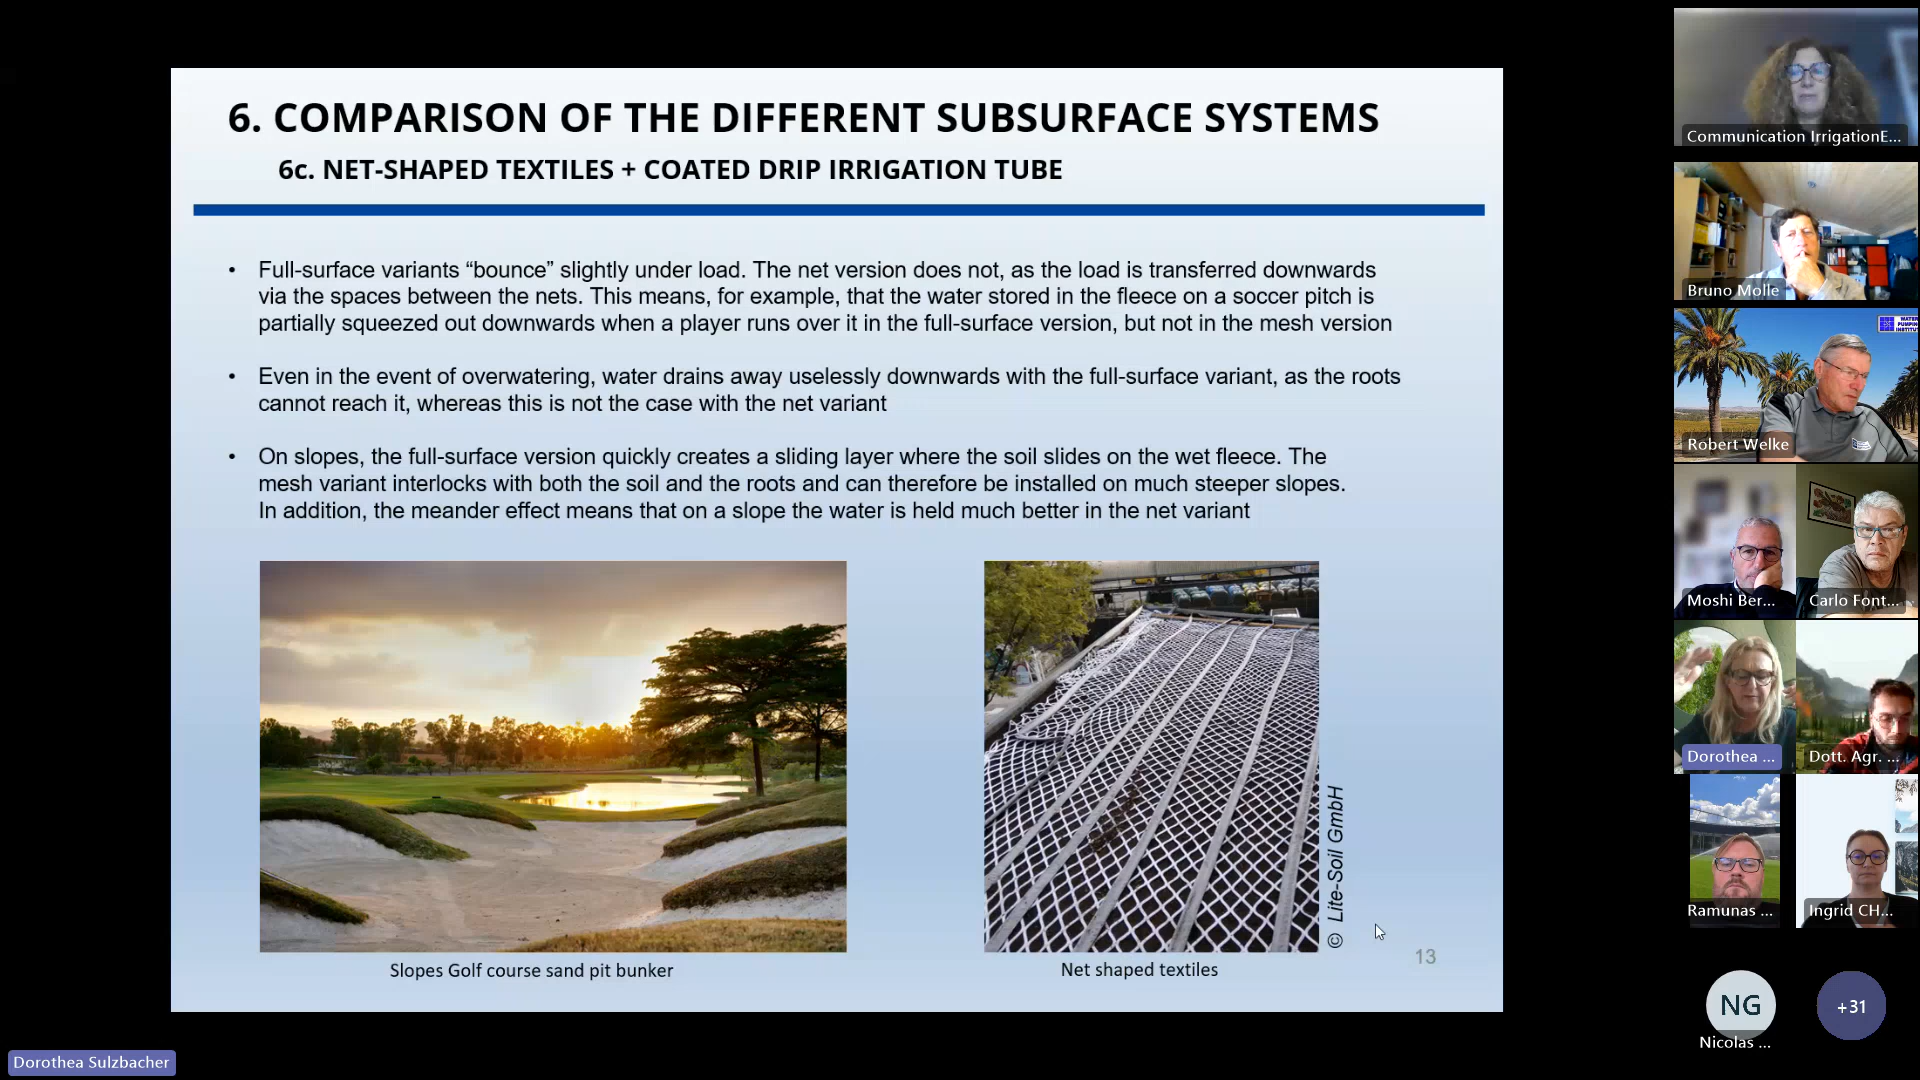 6. COMPARISON OF THE DIFFERENT SUBSURFACE SYSTEMS
6c. NET-SHAPED TEXTILES + COATED DRIP IRRIGATION TUBE
• Full-surface variants “bounce” slightly under load. The net version does not, as the load is transferred downwards
via the spaces between the nets. This means, for example, that the water stored in the fleece on a soccer pitch is
partially squeezed out downwards when a player runs over it in the full-surface version, but not in the mesh version
• Even in the event of overwatering, water drains away uselessly downwards with the full-surface variant, as the roots
cannot reach it, whereas this is not the case with the net variant
• On slopes, the full-surface version quickly creates a sliding layer where the soil slides on the wet fleece. The
mesh variant interlocks with both the soil and the roots and can therefore be installed on much steeper slopes.
In addition, the meander effect means that on a slope the water is held much better in the net variant
© Lite-Soil GmbH
Slopes Golf course sand pit bunker
Net shaped textiles
13
Dorothea Sulzbacher
Communication IrrigationE...
Bruno Molle
WATER
PUMPING
INSTITUTE
Robert Welke
Moshi Ber...
Carlo Font...
Dorothea ...
Dott. Agr. ...
Ramunas ...
Ingrid CH...
NG
Nicolas ...
+31